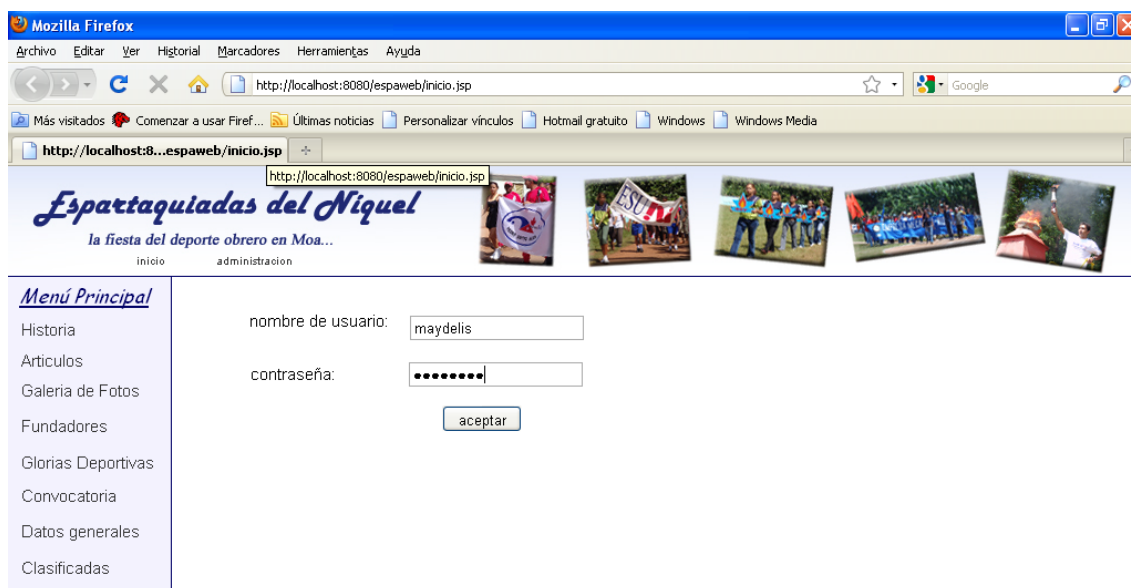 Mozilla Firefox
Archivo Editar Ver Historial Marcadores Herramientas Ayuda
http://localhost:8080/espaweb/inicio.jsp Google
Más visitados Comenzar a usar Firef... Últimas noticias Personalizar vínculos Hotmail gratuito Windows Windows Media
http://localhost:8...espaweb/inicio.jsp
http://localhost:8080/espaweb/inicio.jsp
Espartaquiadas del Níquel
la fiesta del deporte obrero en Moa...
inicio administracion
ESU
Menú Principal
Historia
Articulos
Galeria de Fotos
Fundadores
Glorias Deportivas
Convocatoria
Datos generales
Clasificadas
nombre de usuario: maydelis
contraseña: ••••••••
aceptar